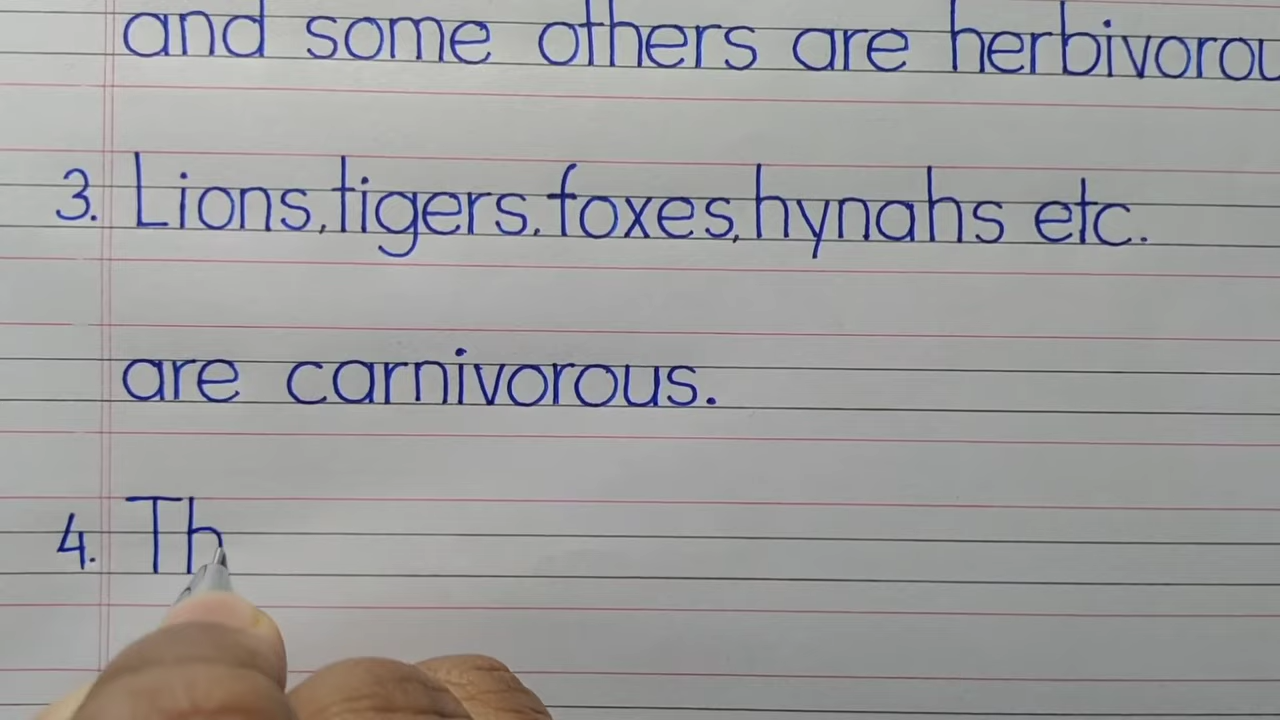 and some others are herbivorou
3. Lions, tigers, foxes, hynahs etc.
are carnivorous.
4. Th